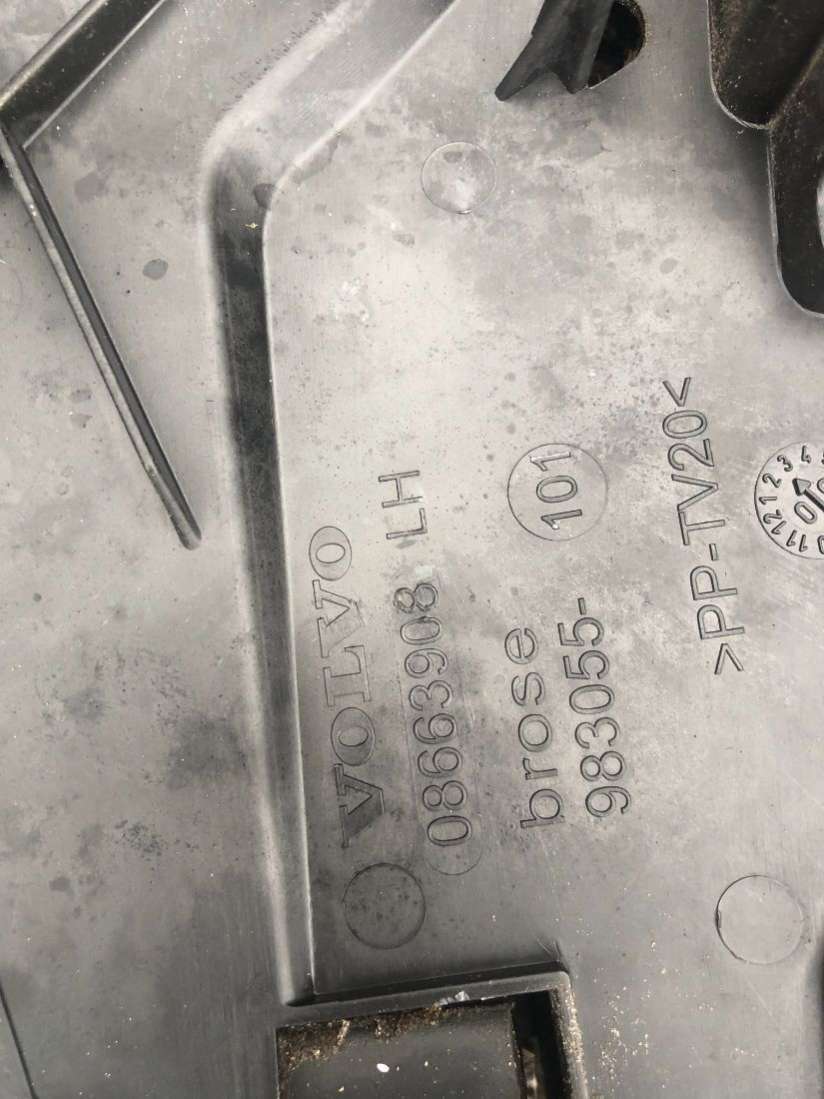 VOLVO
08663908 LH
brose
983055-
101
>PP-TV20<